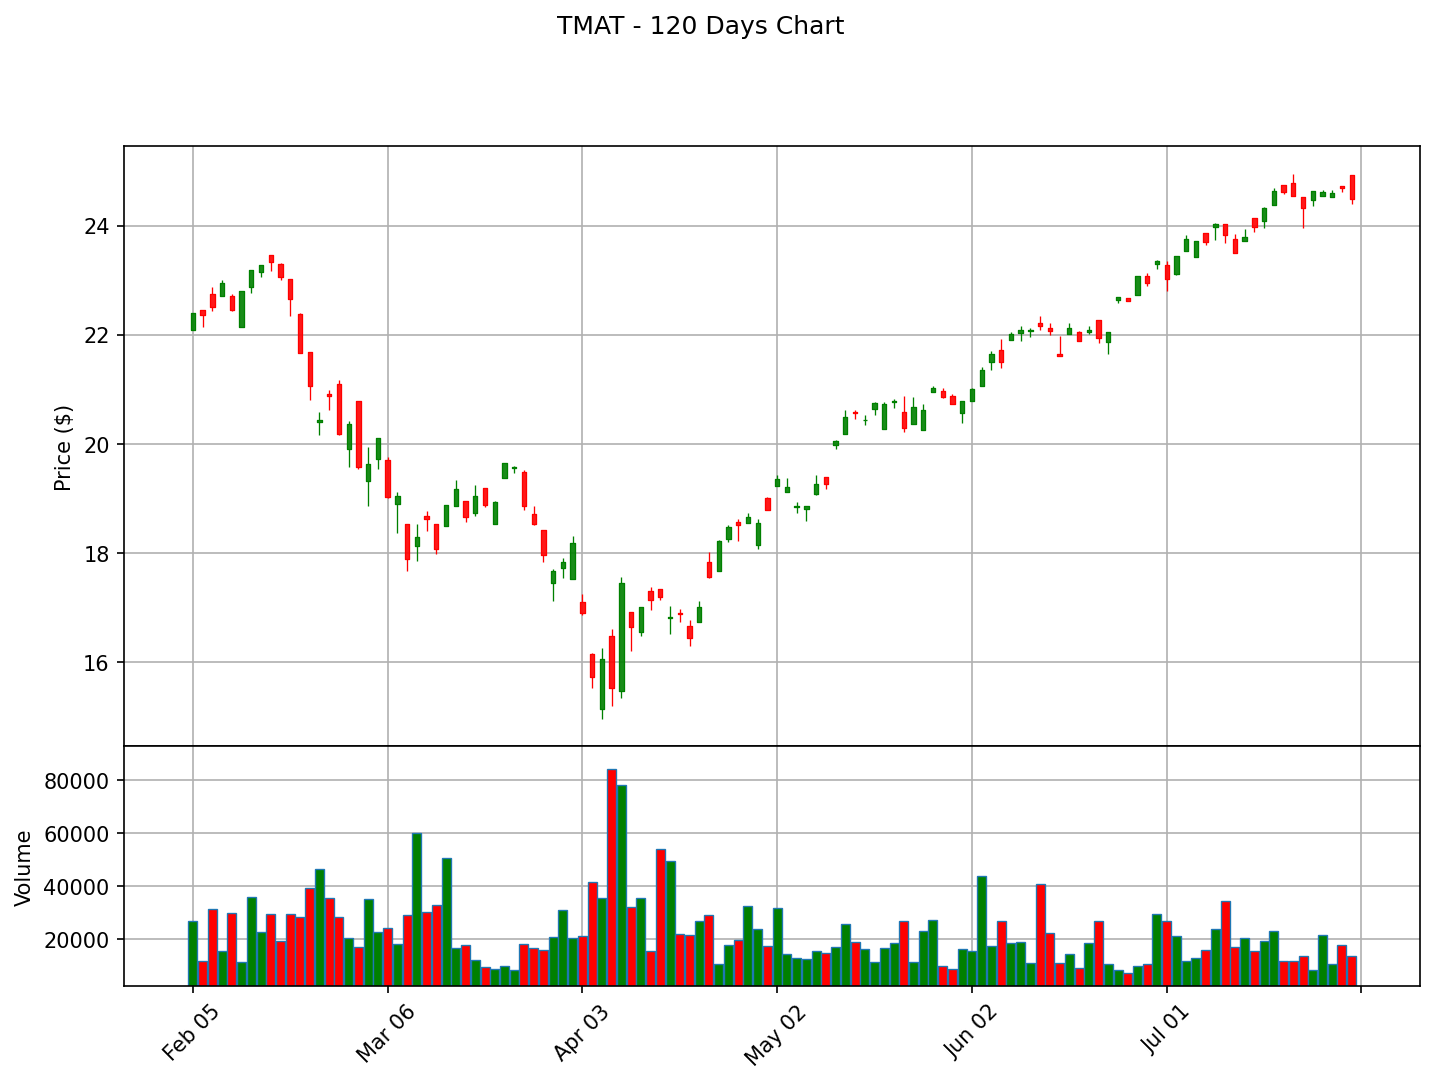 TMAT - 120 Days Chart
Price ($)
24
22
20
18
16
Volume
80000
60000
40000
20000
Feb 05
Mar 06
Apr 03
May 02
Jun 02
Jul 01